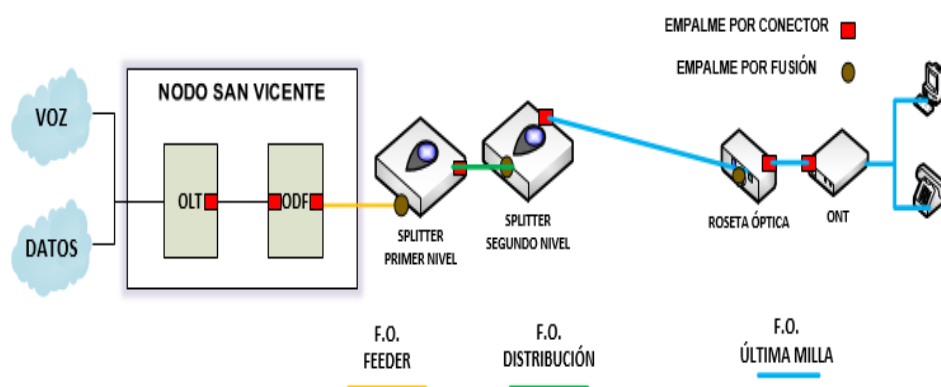 EMPALME POR CONECTOR
EMPALME POR FUSIÓN
NODO SAN VICENTE
VOZ
DATOS
OLT
ODF
SPLITTER
PRIMER NIVEL
SPLITTER
SEGUNDO NIVEL
ROSETA ÓPTICA
ONT
F.O.
FEEDER
F.O.
DISTRIBUCIÓN
F.O.
ÚLTIMA MILLA